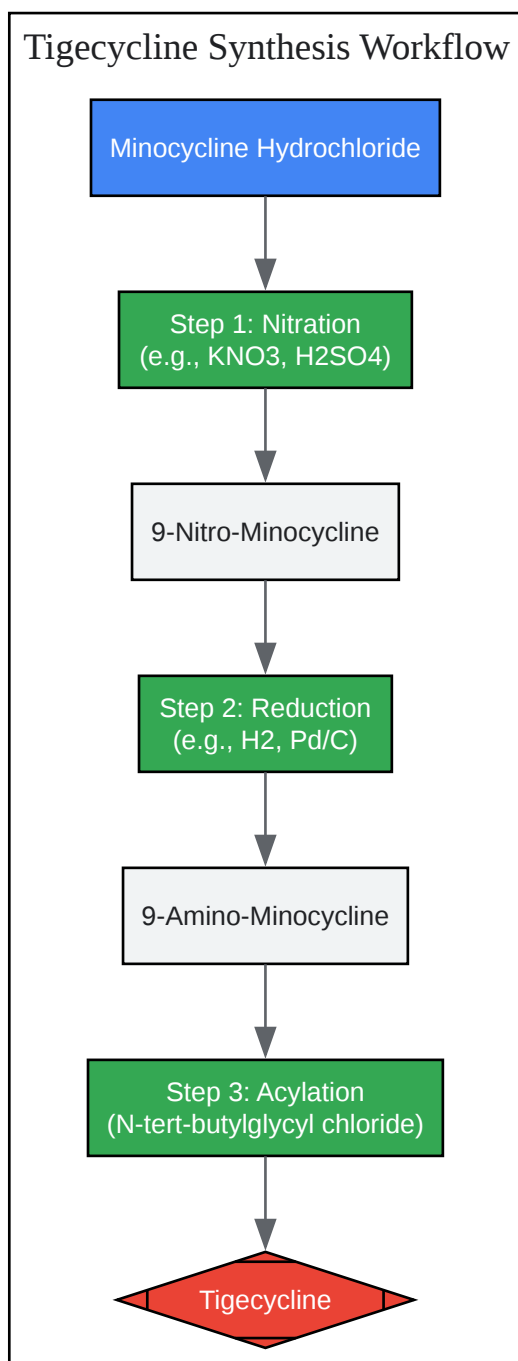 Tigecycline Synthesis Workflow
Minocycline Hydrochloride
Step 1: Nitration
(e.g., KNO3, H2SO4)
9-Nitro-Minocycline
Step 2: Reduction
(e.g., H2, Pd/C)
9-Amino-Minocycline
Step 3: Acylation
(N-tert-butylglycyl chloride)
Tigecycline